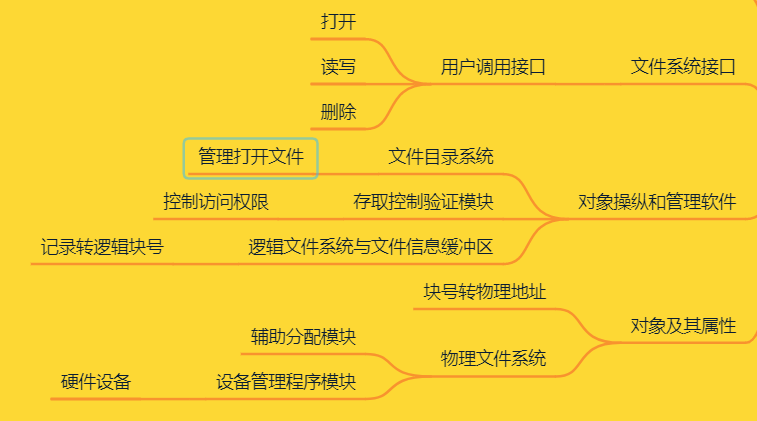 打开
读写
用户调用接口
文件系统接口
删除
管理打开文件
文件目录系统
控制访问权限
存取控制验证模块
对象操纵和管理软件
记录转逻辑块号
逻辑文件系统与文件信息缓冲区
块号转物理地址
对象及其属性
辅助分配模块
物理文件系统
硬件设备
设备管理程序模块